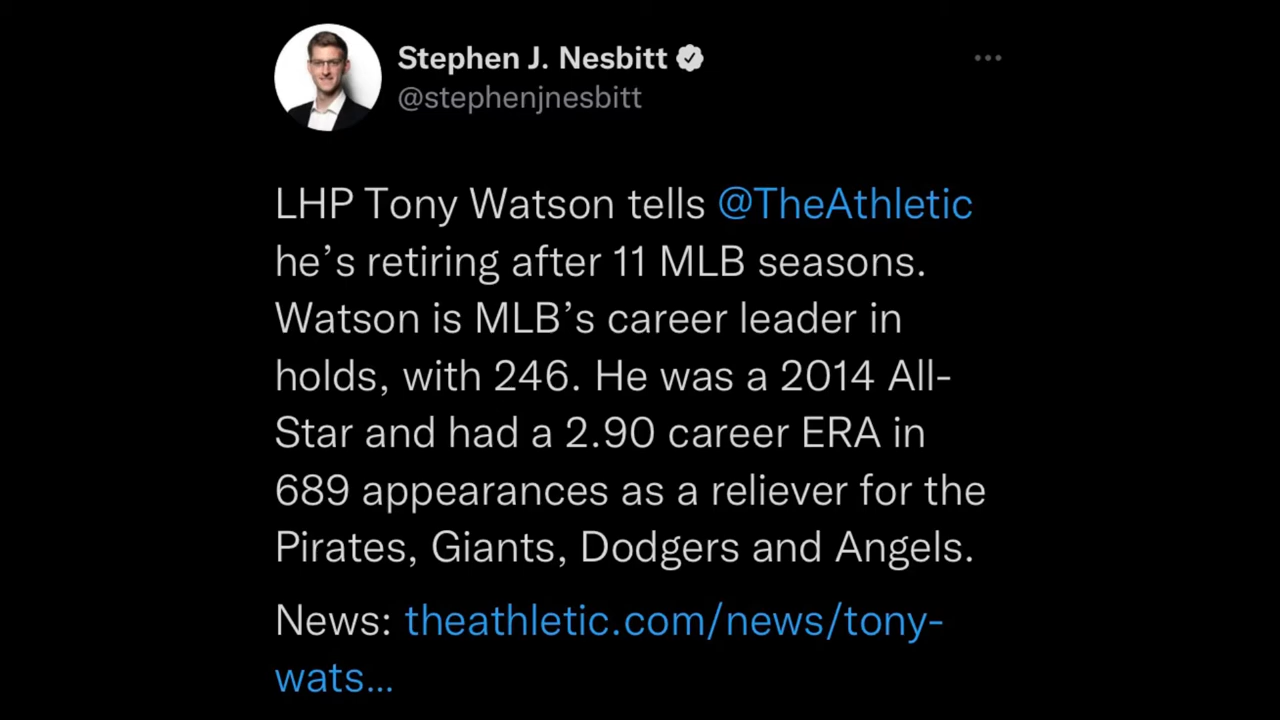 Stephen J. Nesbitt
@stephenjnesbitt
LHP Tony Watson tells @TheAthletic
he’s retiring after 11 MLB seasons.
Watson is MLB’s career leader in
holds, with 246. He was a 2014 All-
Star and had a 2.90 career ERA in
689 appearances as a reliever for the
Pirates, Giants, Dodgers and Angels.
News: theathletic.com/news/tony-
wats...